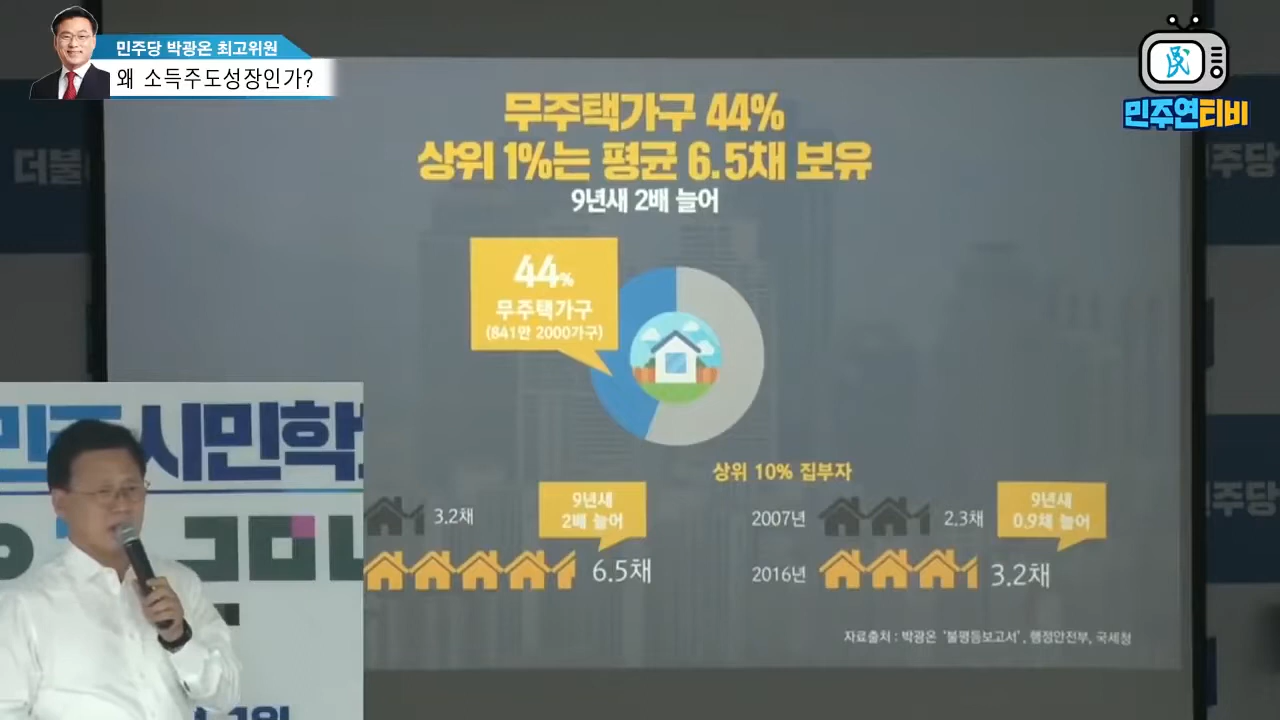 민주당 박광온 최고위원
왜 소득주도성장인가?
民
민주연티비
더불
주당
무주택가구 44%
상위 1%는 평균 6.5채 보유
9년새 2배 늘어
44%
무주택가구
(841만 2000가구)
3.2채
9년새
2배 늘어
6.5채
상위 10% 집부자
2007년
2.3채
9년새
0.9채 늘어
2016년
3.2채
자료출처 : 박광온 '불평등보고서', 행정안전부, 국세청
민주
시민학
주당